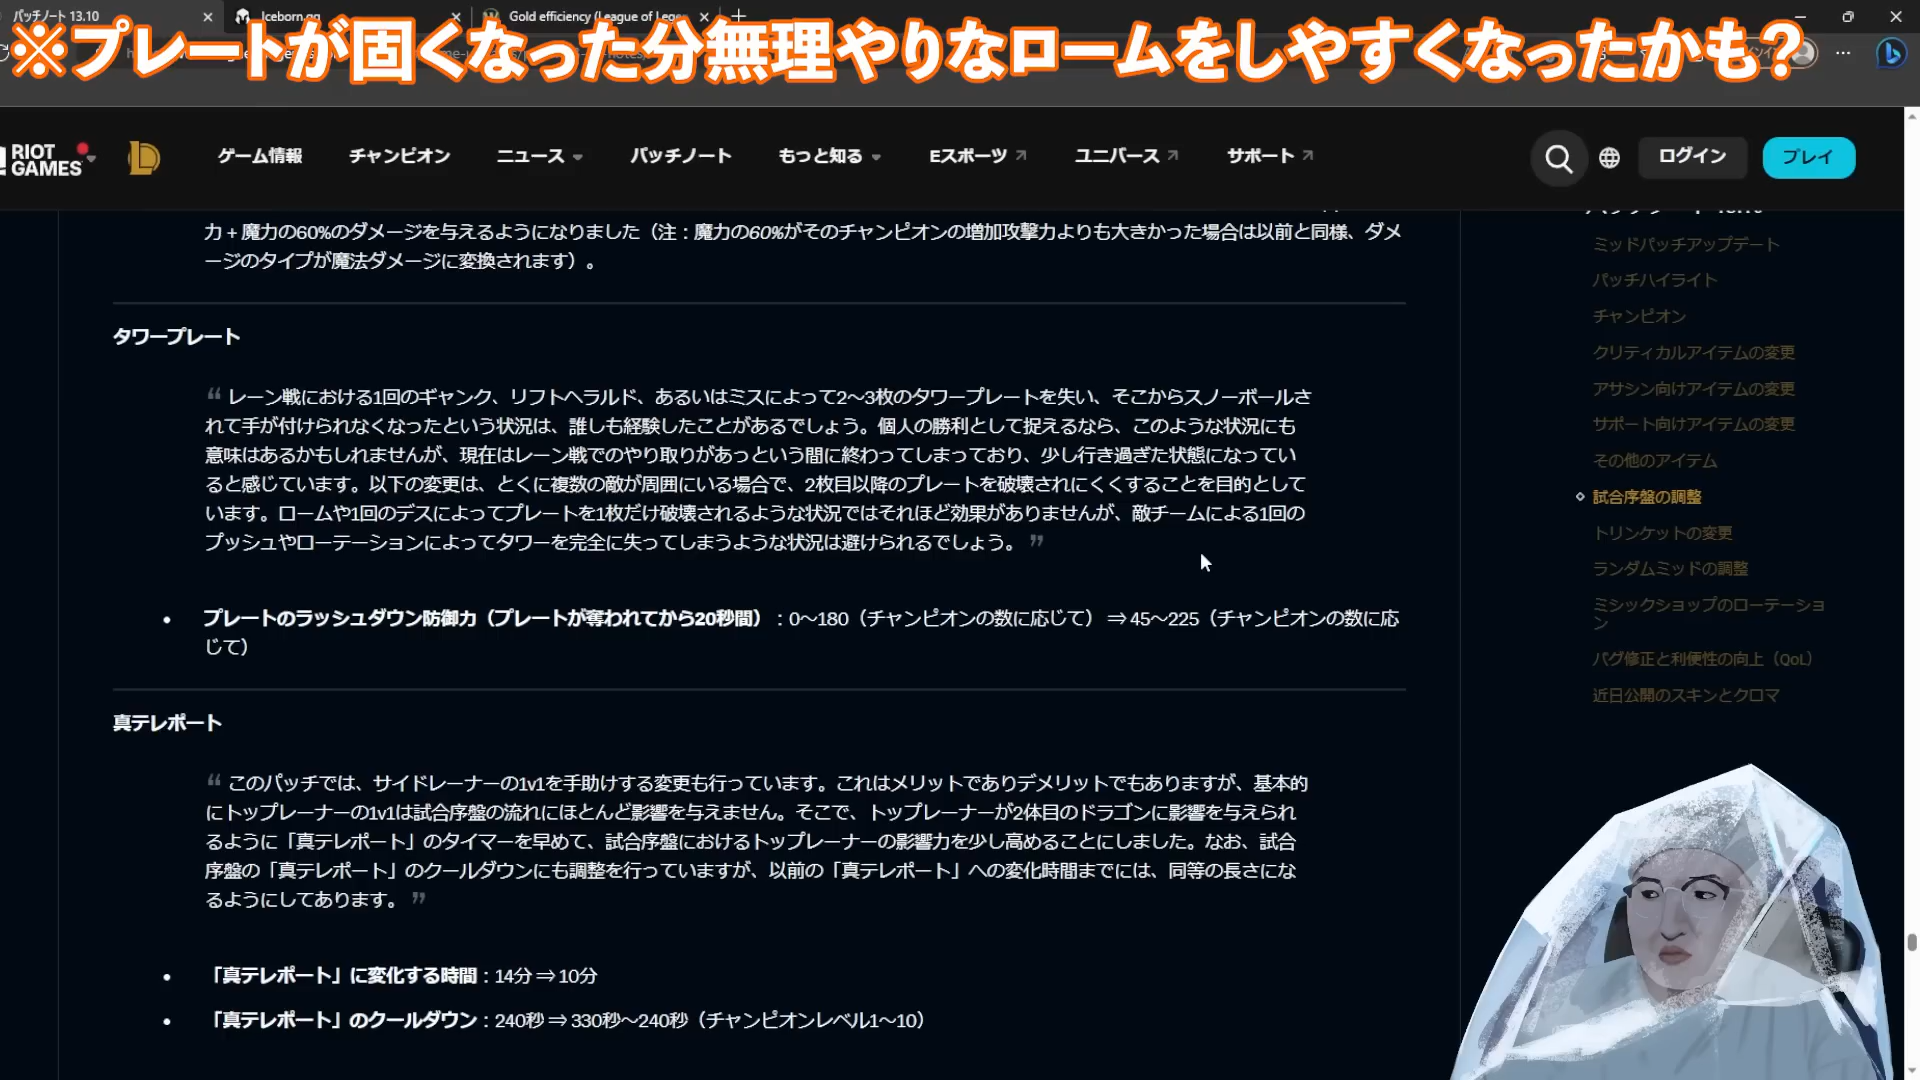 パッチノート 13.10
Iceborn.gg
Gold efficiency (League of Lege
※プレートが固くなった分無理やりなロームをしやすくなったかも？
RIOT GAMES
ゲーム情報
チャンピオン
ニュース
パッチノート
もっと知る
Eスポーツ
ユニバース
サポート
ログイン
プレイ
力 + 魔力の60%のダメージを与えるようになりました（注：魔力の60%がそのチャンピオンの増加攻撃力よりも大きかった場合は以前と同様、ダメ
ージのタイプが魔法ダメージに変換されます）。
タワープレート
“ レーン戦における1回のギャンク、リフトヘラルド、あるいはミスによって2～3枚のタワープレートを失い、そこからスノーボールさ
れて手が付けられなくなったという状況は、誰しも経験したことがあるでしょう。個人の勝利として捉えるなら、このような状況にも
意味はあるかもしれませんが、現在はレーン戦でのやり取りがあっという間に終わってしまっており、少し行き過ぎた状態になってい
ると感じています。以下の変更は、とくに複数の敵が周囲にいる場合で、2枚目以降のプレートを破壊されにくくすることを目的として
います。ロームや1回のデスによってプレートを1枚だけ破壊されるような状況ではそれほど効果がありませんが、敵チームによる1回の
プッシュやローテーションによってタワーを完全に失ってしまうような状況は避けられるでしょう。 ”
• プレートのラッシュダウン防御力（プレートが奪われてから20秒間）：0～180（チャンピオンの数に応じて） ⇒ 45～225（チャンピオンの数に応
じて）
真テレポート
“ このパッチでは、サイドレーナーの1v1を手助けする変更も行っています。これはメリットでありデメリットでもありますが、基本的
にトップレーナーの1v1は試合序盤の流れにほとんど影響を与えません。そこで、トップレーナーが2体目のドラゴンに影響を与えられ
るように「真テレポート」のタイマーを早めて、試合序盤におけるトップレーナーの影響力を少し高めることにしました。なお、試合
序盤の「真テレポート」のクールダウンにも調整を行っていますが、以前の「真テレポート」への変化時間までには、同等の長さにな
るようにしてあります。 ”
• 「真テレポート」に変化する時間：14分 ⇒ 10分
• 「真テレポート」のクールダウン：240秒 ⇒ 330秒～240秒（チャンピオンレベル1～10）
ミッドパッチアップデート
パッチハイライト
チャンピオン
クリティカルアイテムの変更
アサシン向けアイテムの変更
サポート向けアイテムの変更
その他のアイテム
試合序盤の調整
トリンケットの変更
ランダムミッドの調整
ミシックショップのローテーショ
ン
バグ修正と利便性の向上（QoL）
近日公開のスキンとクロマ